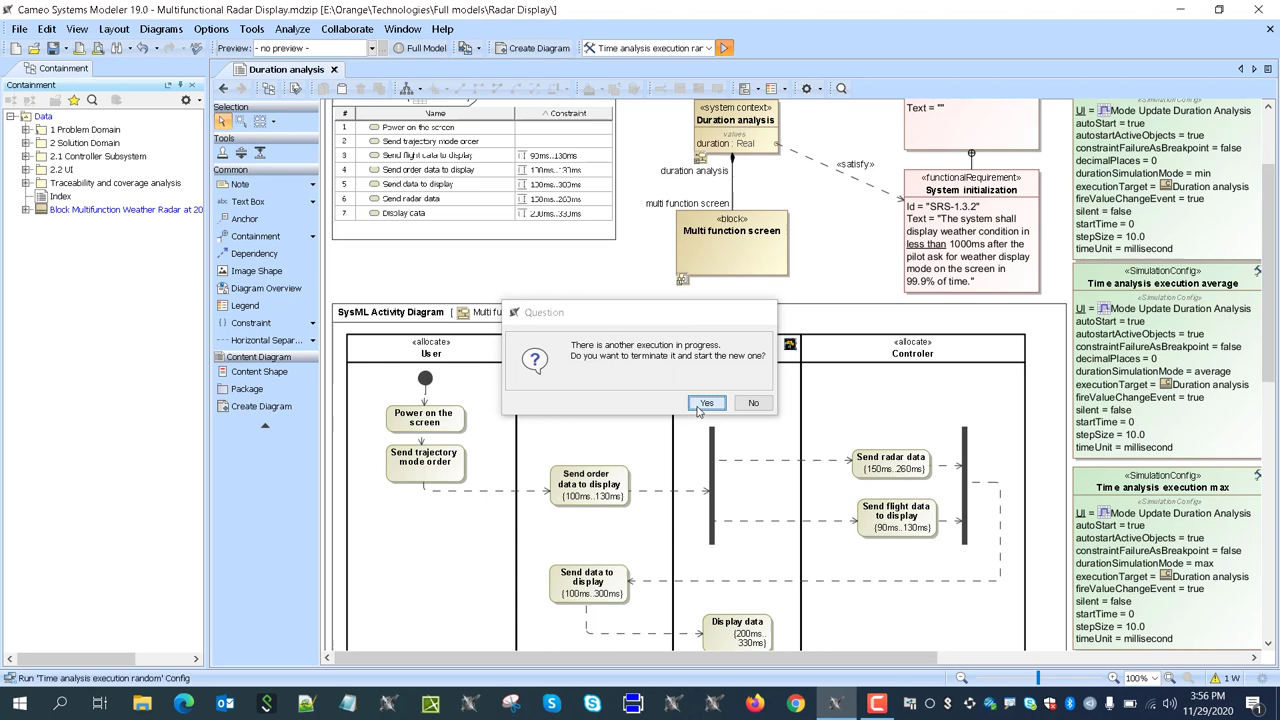 Cameo Systems Modeler 19.0 - Multifunctional Radar Display.mdzip [E:\Orange\Technologies\Full models\Radar Display\]
File Edit View Layout Diagrams Options Tools Analyze Collaborate Window Help
Preview: - no preview - Full Model Create Diagram Time analysis execution rar
Containment
Duration analysis
Containment
Data
1 Problem Domain
2 Solution Domain
2.1 Controller Subsystem
2.2 UI
Traceability and coverage analysis
Index
Block Multifunction Weather Radar at 20
Selection
Tools
Common
Note
Text Box
Anchor
Containment
Dependency
Image Shape
Diagram Overview
Legend
Constraint
Horizontal Separ...
Content Diagram
Content Shape
Package
Create Diagram
# Name Constraint
1 Power on the screen
2 Send trajectory mode order
3 Send flight data to display 90ms..130ms
4 Send order data to display 100ms..130ms
5 Send data to display 100ms..300ms
6 Send radar data 150ms..260ms
7 Display data 200ms..330ms
«system context»
Duration analysis
values
duration : Real
duration analysis
multi function screen
«block»
Multi function screen
«satisfy»
Text = ""
«functionalRequirement»
System initialization
Id = "SRS-1.3.2"
Text = "The system shall
display weather condition in
less than 1000ms after the
pilot ask for weather display
mode on the screen in
99.9% of time."
UI = Mode Update Duration Analysis
autoStart = true
autostartActiveObjects = true
constraintFailureAsBreakpoint = false
decimalPlaces = 0
durationSimulationMode = min
executionTarget = Duration analysis
fireValueChangeEvent = true
silent = false
startTime = 0
stepSize = 10.0
timeUnit = millisecond
«SimulationConfig»
Time analysis execution average
«SimulationConfig»
UI = Mode Update Duration Analysis
autoStart = true
autostartActiveObjects = true
constraintFailureAsBreakpoint = false
decimalPlaces = 0
durationSimulationMode = average
executionTarget = Duration analysis
fireValueChangeEvent = true
silent = false
startTime = 0
stepSize = 10.0
timeUnit = millisecond
«SimulationConfig»
Time analysis execution max
«SimulationConfig»
UI = Mode Update Duration Analysis
autoStart = true
autostartActiveObjects = true
constraintFailureAsBreakpoint = false
durationSimulationMode = max
executionTarget = Duration analysis
fireValueChangeEvent = true
silent = false
startTime = 0
stepSize = 10.0
timeUnit = millisecond
SysML Activity Diagram Multi fu
Question
There is another execution in progress.
Do you want to terminate it and start the new one?
Yes No
«allocate»
User
«allocate»
Controler
Power on the
screen
Send trajectory
mode order
Send order
data to display
{100ms..130ms}
Send radar data
{150ms..260ms}
Send flight data
to display
{90ms..130ms}
Send data to
display
{100ms..300ms}
Display data
{200ms..
330ms}
Run 'Time analysis execution random' Config
100%
1 W
3:56 PM
11/29/2020